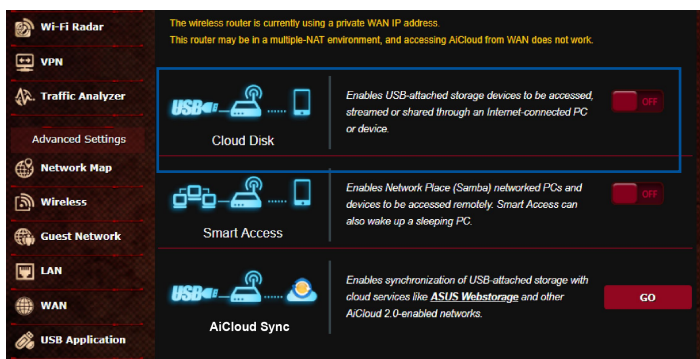 Wi-Fi Radar
VPN
Traffic Analyzer
Advanced Settings
Network Map
Wireless
Guest Network
LAN
WAN
USB Application
The wireless router is currently using a private WAN IP address.
This router may be in a multiple-NAT environment, and accessing AiCloud from WAN does not work.
USB
Cloud Disk
Enables USB-attached storage devices to be accessed,
streamed or shared through an Internet-connected PC
or device.
OFF
Smart Access
Enables Network Place (Samba) networked PCs and
devices to be accessed remotely. Smart Access can
also wake up a sleeping PC.
OFF
USB
AiCloud Sync
Enables synchronization of USB-attached storage with
cloud services like ASUS Webstorage and other
AiCloud 2.0-enabled networks.
GO